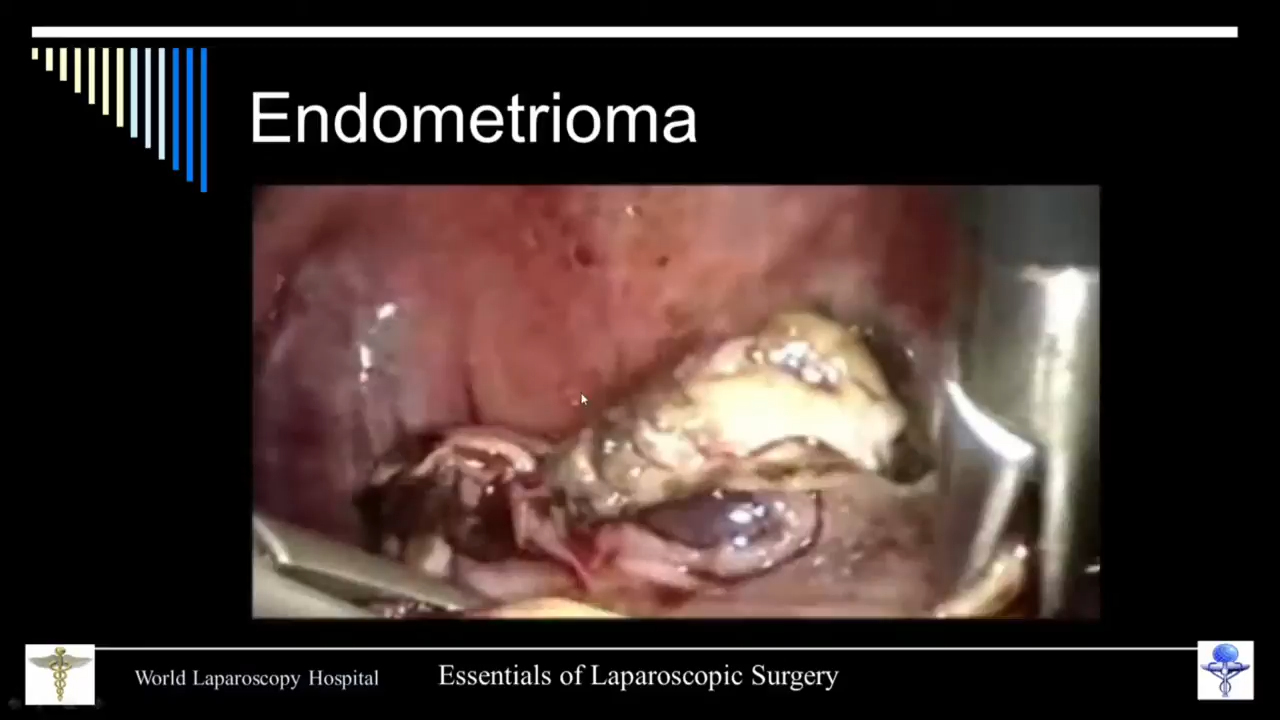 Endometrioma
World Laparoscopy Hospital
Essentials of Laparoscopic Surgery